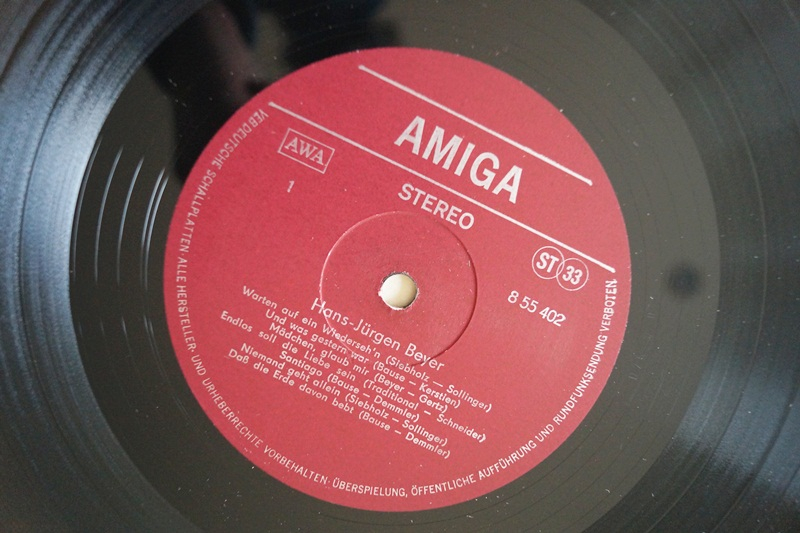 AMIGA
AWA
STEREO
1
ST 33
8 55 402
Hans-Jürgen Beyer
Warten auf ein Wiederseh'n (Siebholz — Sollinger)
Und was gestern war (Bause — Kerstien)
Mädchen, glaub mir (Beyer — Gertz)
Endlos soll die Liebe sein (Traditional — Schneider)
Santiago (Bause — Demmler)
Niemand geht allein (Siebholz — Sollinger)
Daß die Erde davon bebt (Bause — Demmler)
VEB DEUTSCHE SCHALLPLATTEN · ALLE HERSTELLER- UND URHEBERRECHTE VORBEHALTEN · ÜBERSPIELUNG, ÖFFENTLICHE AUFFÜHRUNG UND RUNDFUNKSENDUNG VERBOTEN